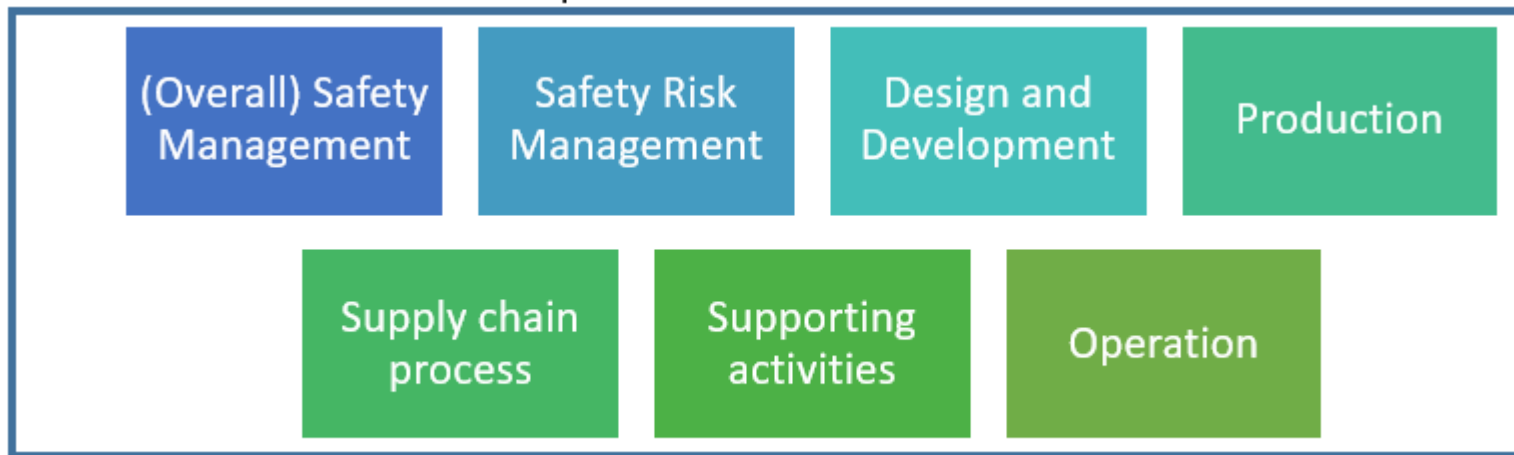 (Overall) Safety
Management
Safety Risk
Management
Design and
Development
Production
Supply chain
process
Supporting
activities
Operation